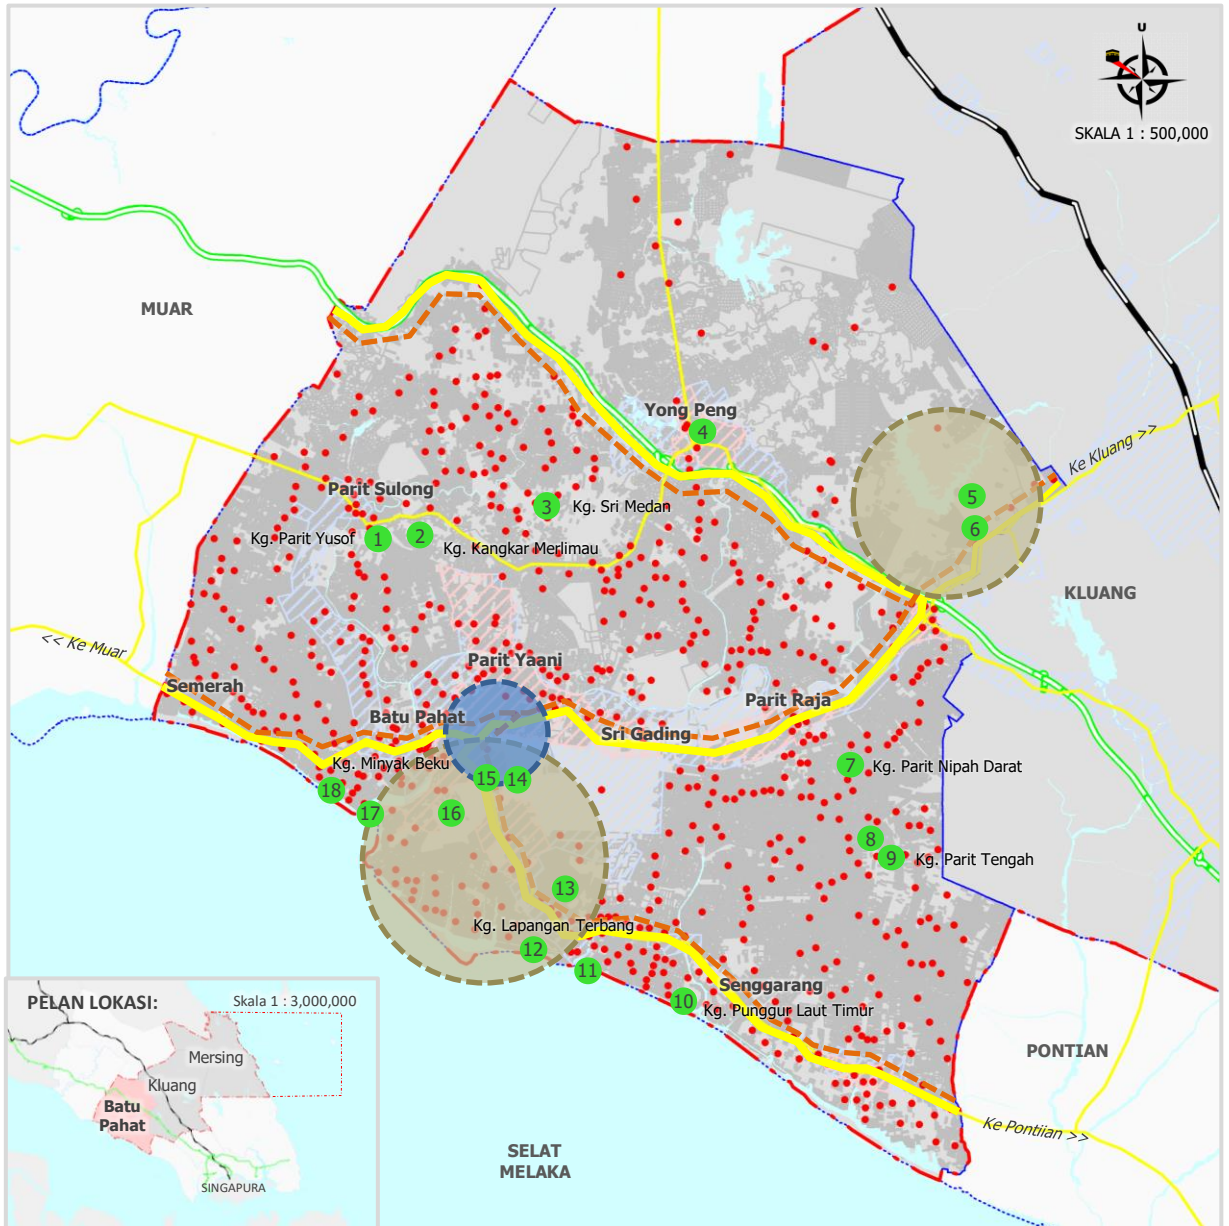 U
SKALA 1 : 500,000
MUAR
Yong Peng
4
Ke Kluang >>
Parit Sulong
5
3
Kg. Sri Medan
6
Kg. Parit Yusof
1
2
Kg. Kangkar Merlimau
KLUANG
<< Ke Muar
Parit Yaani
Semerah
Batu Pahat
Parit Raja
Sri Gading
Kg. Minyak Beku
7
Kg. Parit Nipah Darat
15
14
18
17
16
8
9
Kg. Parit Tengah
13
Kg. Lapangan Terbang
12
11
Senggarang
10
Kg. Punggur Laut Timur
PONTIAN
Ke Pontiian >>
SELAT
MELAKA
PELAN LOKASI:
Skala 1 : 3,000,000
Mersing
Kluang
Batu
Pahat
SINGAPURA